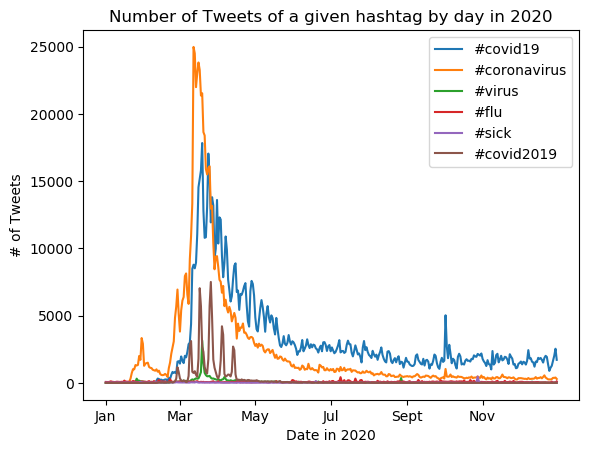 Number of Tweets of a given hashtag by day in 2020
#covid19
#coronavirus
#virus
#flu
#sick
#covid2019
# of Tweets
25000
20000
15000
10000
5000
0
Jan Mar May Jul Sept Nov
Date in 2020